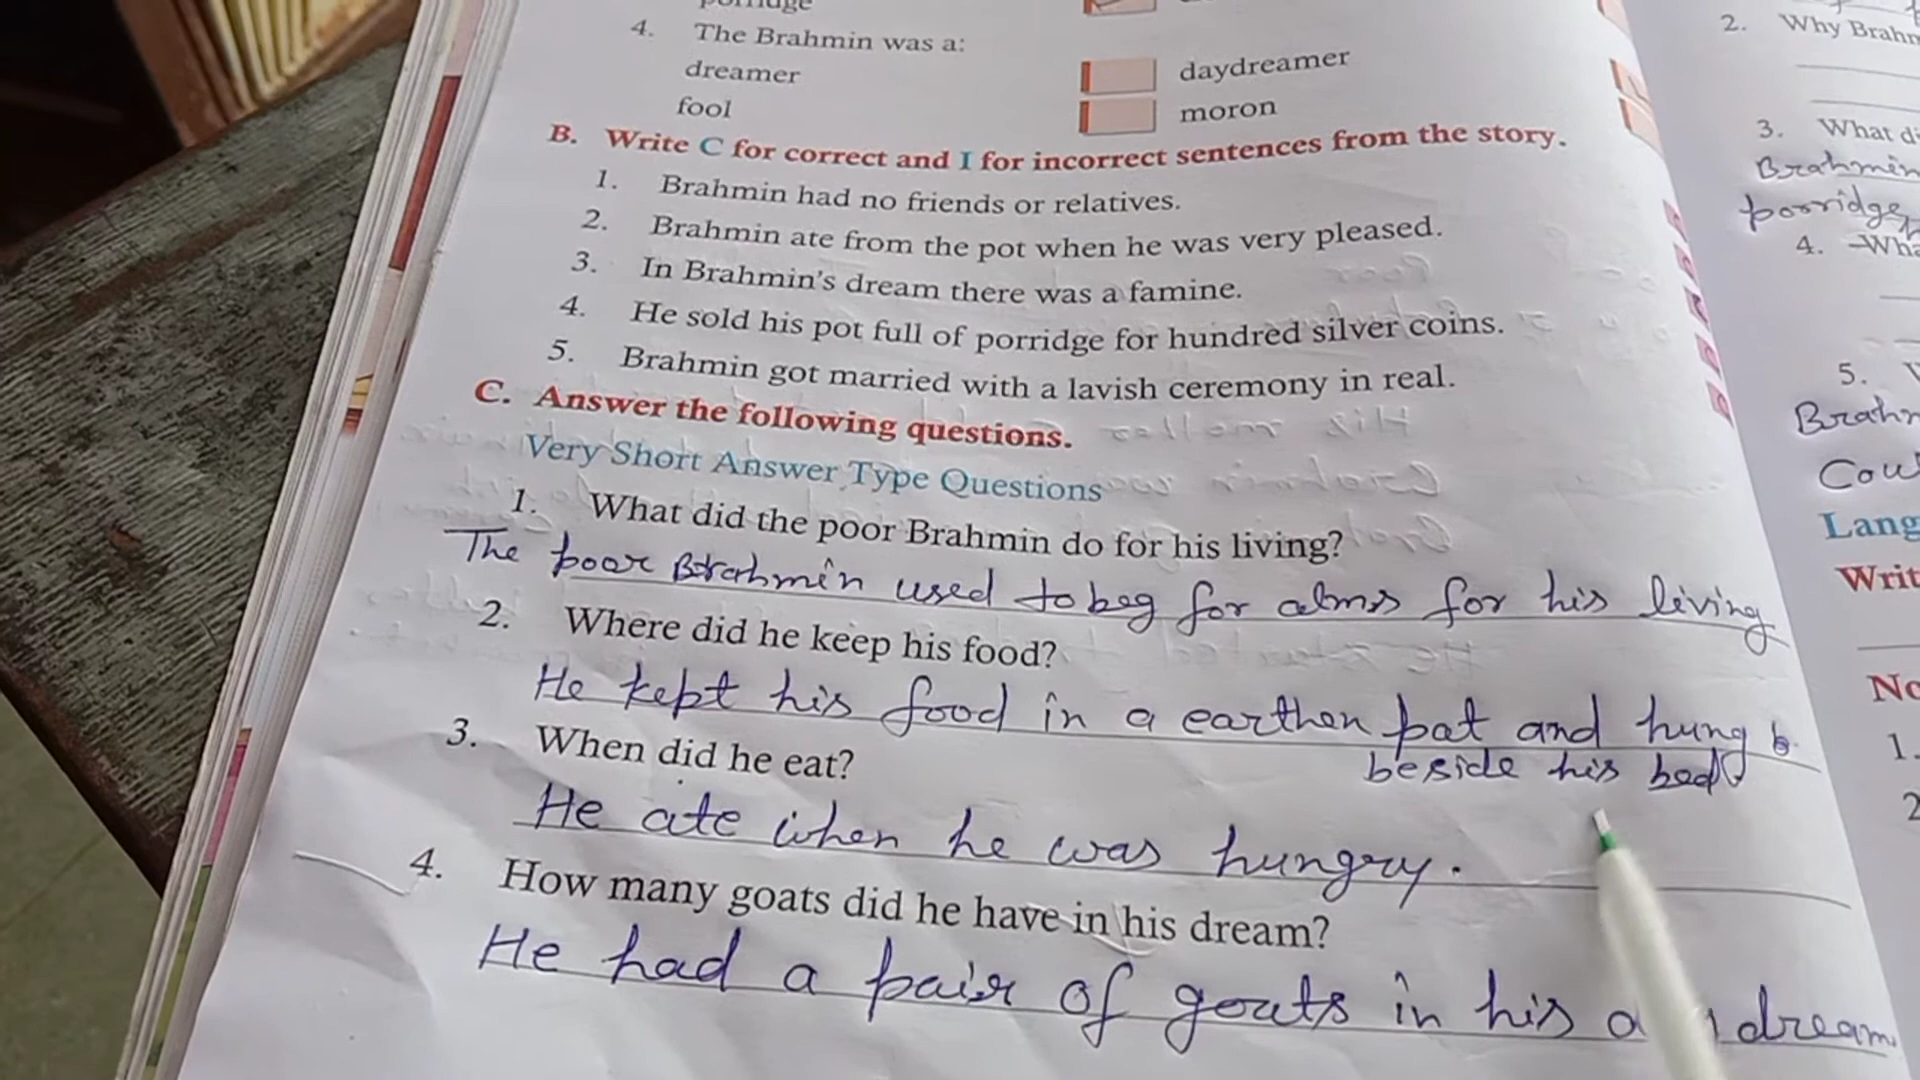 4. The Brahmin was a:
dreamer daydreamer
fool moron
B. Write C for correct and I for incorrect sentences from the story.
1. Brahmin had no friends or relatives.
2. Brahmin ate from the pot when he was very pleased.
3. In Brahmin's dream there was a famine.
4. He sold his pot full of porridge for hundred silver coins.
5. Brahmin got married with a lavish ceremony in real.
C. Answer the following questions.
Very Short Answer Type Questions
1. What did the poor Brahmin do for his living?
The poor Brahmin used to beg for alms for his living
2. Where did he keep his food?
He kept his food in a earthen pot and hung
beside his bed.
3. When did he eat?
He ate when he was hungry.
4. How many goats did he have in his dream?
He had a pair of goats in his dream
2. Why Brahm
3. What di
Brahmin
porridge
4. Wha
5.
Brahm
Cou
Lang
Writ
No
1.
2